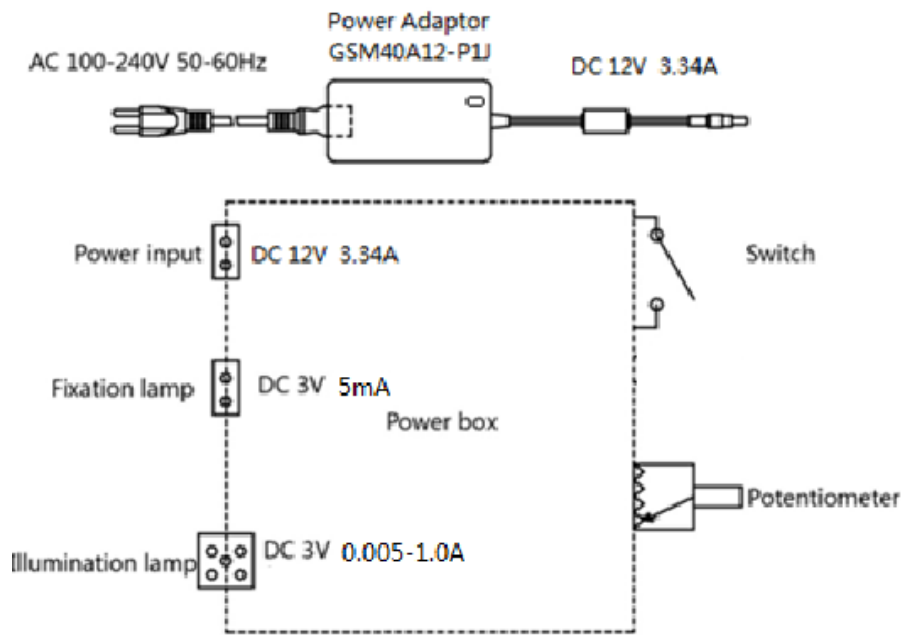 Power Adaptor
GSM40A12-P1J
AC 100-240V 50-60Hz
DC 12V 3.34A
Power input
DC 12V 3.34A
Switch
Fixation lamp
DC 3V 5mA
Power box
Potentiometer
Illumination lamp
DC 3V 0.005-1.0A